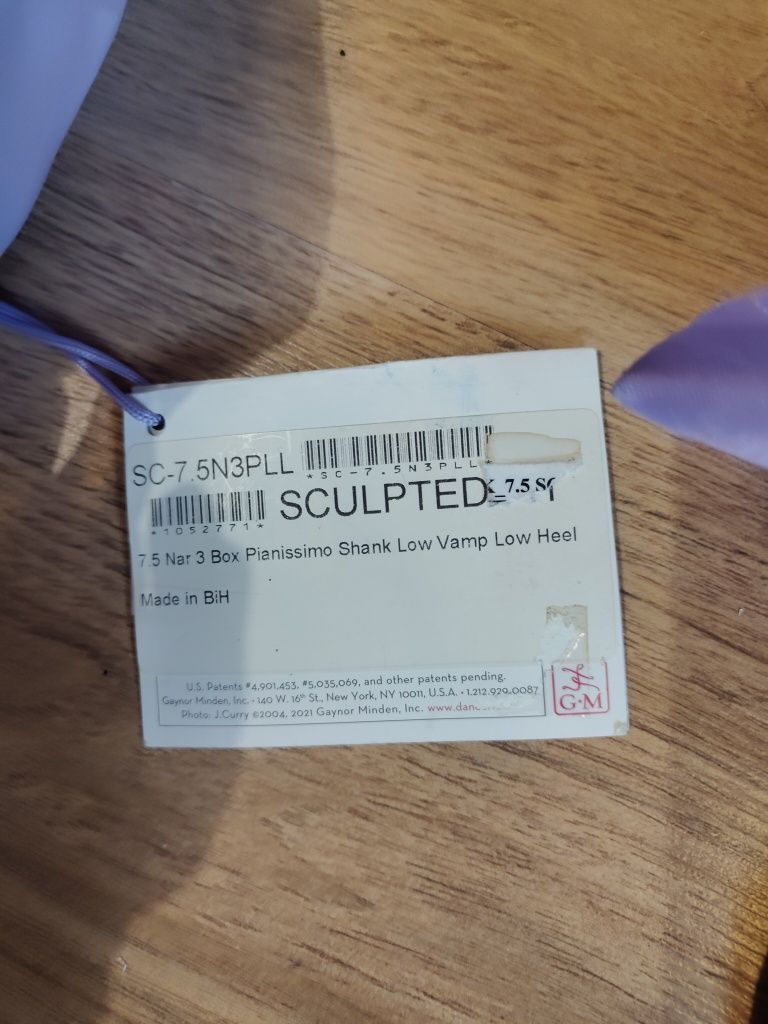 SC-7.5N3PLL
*SC-7.5N3PLL
*1052771*
SCULPTED
7.5
7.5 Nar 3 Box Pianissimo Shank Low Vamp Low Heel
Made in BiH
U.S. Patents #4,901,453, #5,035,069, and other patents pending.
Gaynor Minden, Inc. • 140 W. 16th St., New York, NY 10011, U.S.A. • 1.212.929.0087
Photo: J.Curry ©2004, 2021 Gaynor Minden, Inc.
G·M